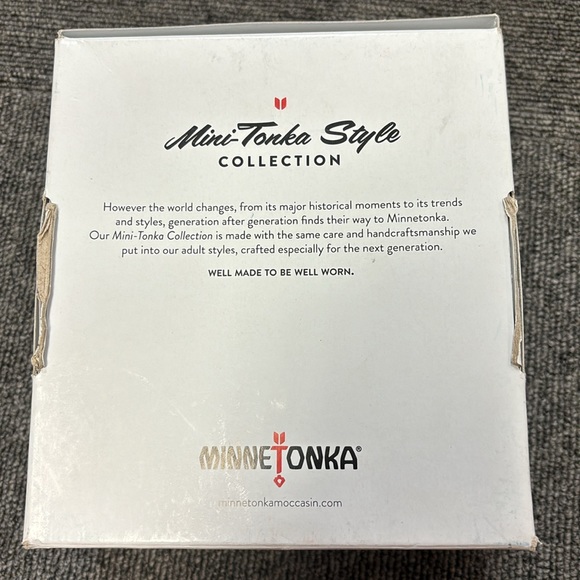 Mini-Tonka Style
COLLECTION
However the world changes, from its major historical moments to its trends
and styles, generation after generation finds their way to Minnetonka.
Our Mini-Tonka Collection is made with the same care and handcraftsmanship we
put into our adult styles, crafted especially for the next generation.
WELL MADE TO BE WELL WORN.
MINNETONKA®
minnetonkamoccasin.com